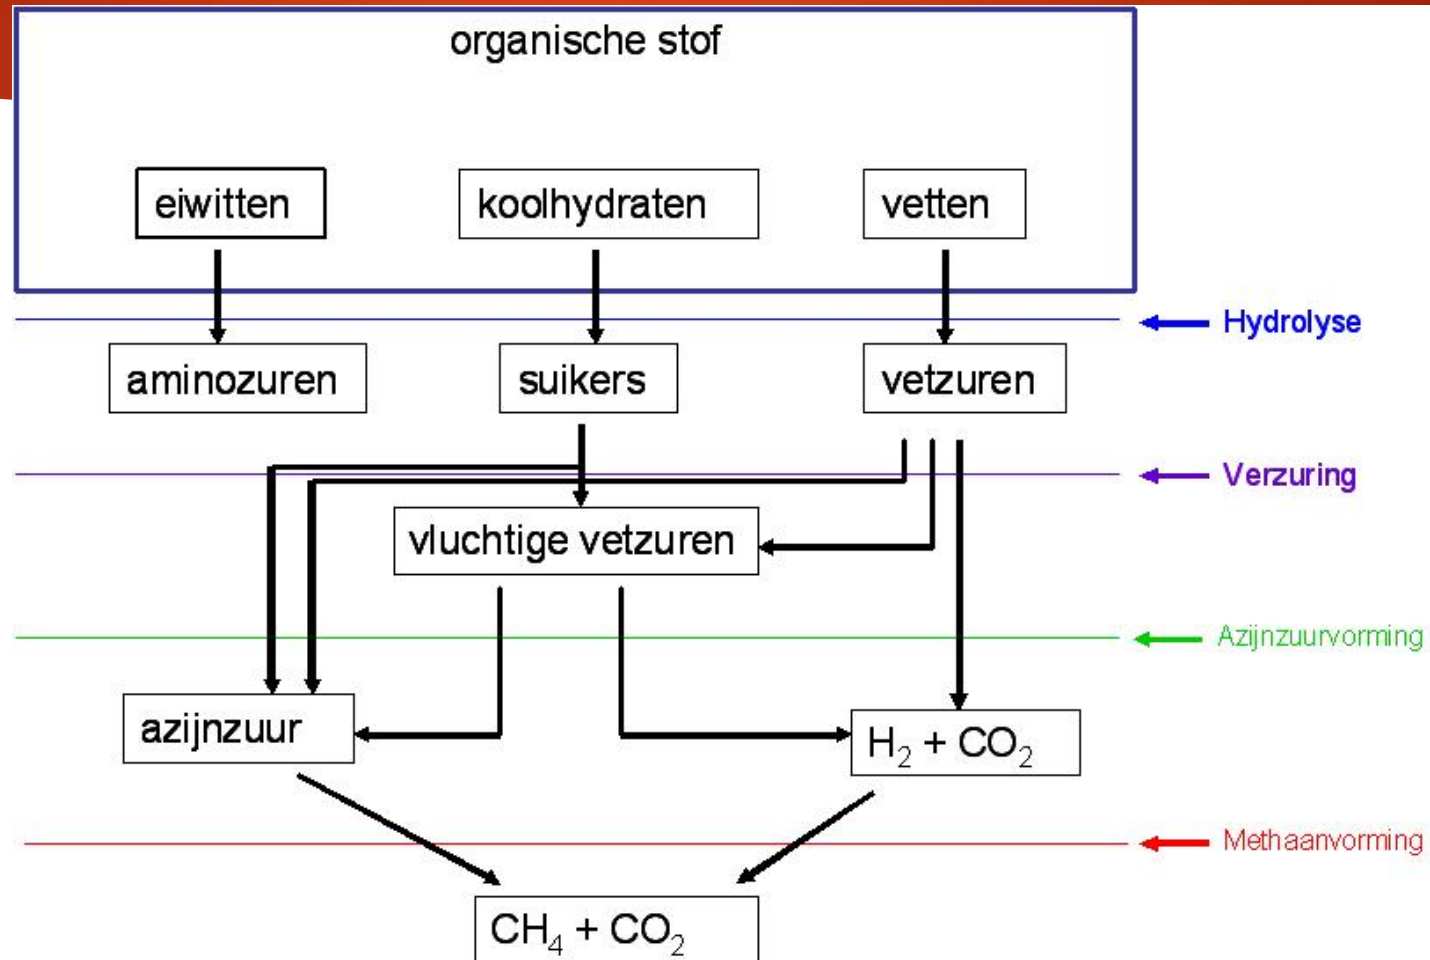 organische stof
eiwitten
koolhydraten
vetten
Hydrolyse
aminozuren
suikers
vetzuren
Verzuring
vluchtige vetzuren
Azijnzuurvorming
azijnzuur
H₂ + CO₂
Methaanvorming
CH₄ + CO₂